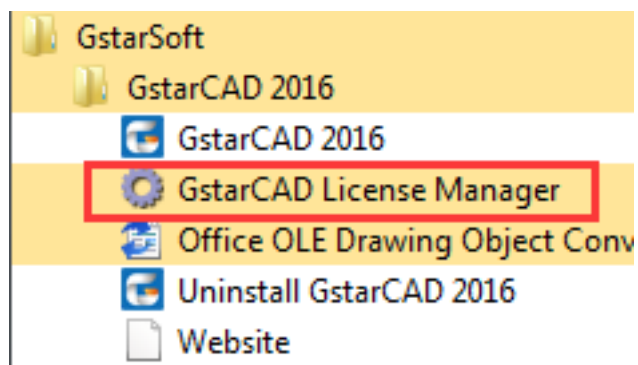 GstarSoft
GstarCAD 2016
GstarCAD 2016
GstarCAD License Manager
Office OLE Drawing Object Conv
Uninstall GstarCAD 2016
Website